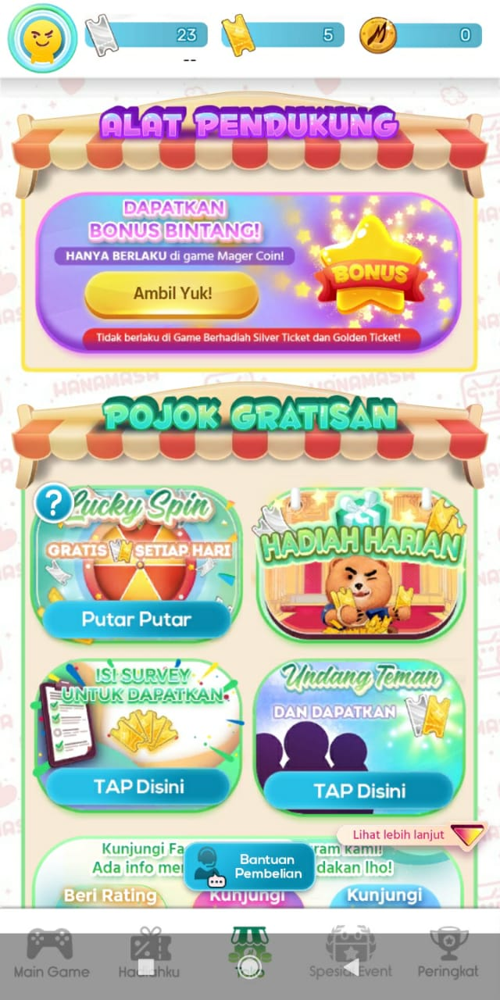 23
5
0
--
ALAT PENDUKUNG
DAPATKAN
BONUS BINTANG!
HANYA BERLAKU di game Mager Coin!
Ambil Yuk!
BONUS
Tidak berlaku di Game Berhadiah Silver Ticket dan Golden Ticket!
HANAMASA
HANAMASA
POJOK GRATISAN
?
Lucky Spin
GRATIS SETIAP HARI
Putar Putar
HADIAH HARIAN
ISI SURVEY
UNTUK DAPATKAN
TAP Disini
Undang Teman
DAN DAPATKAN
TAP Disini
Lihat lebih lanjut
Kunjungi Fa ram kami!
Ada info me dakan lho!
Bantuan
Pembelian
Beri Rating
Kunjungi
Kunjungi
Main Game
Hadiahku
Toko
Spesial Event
Peringkat